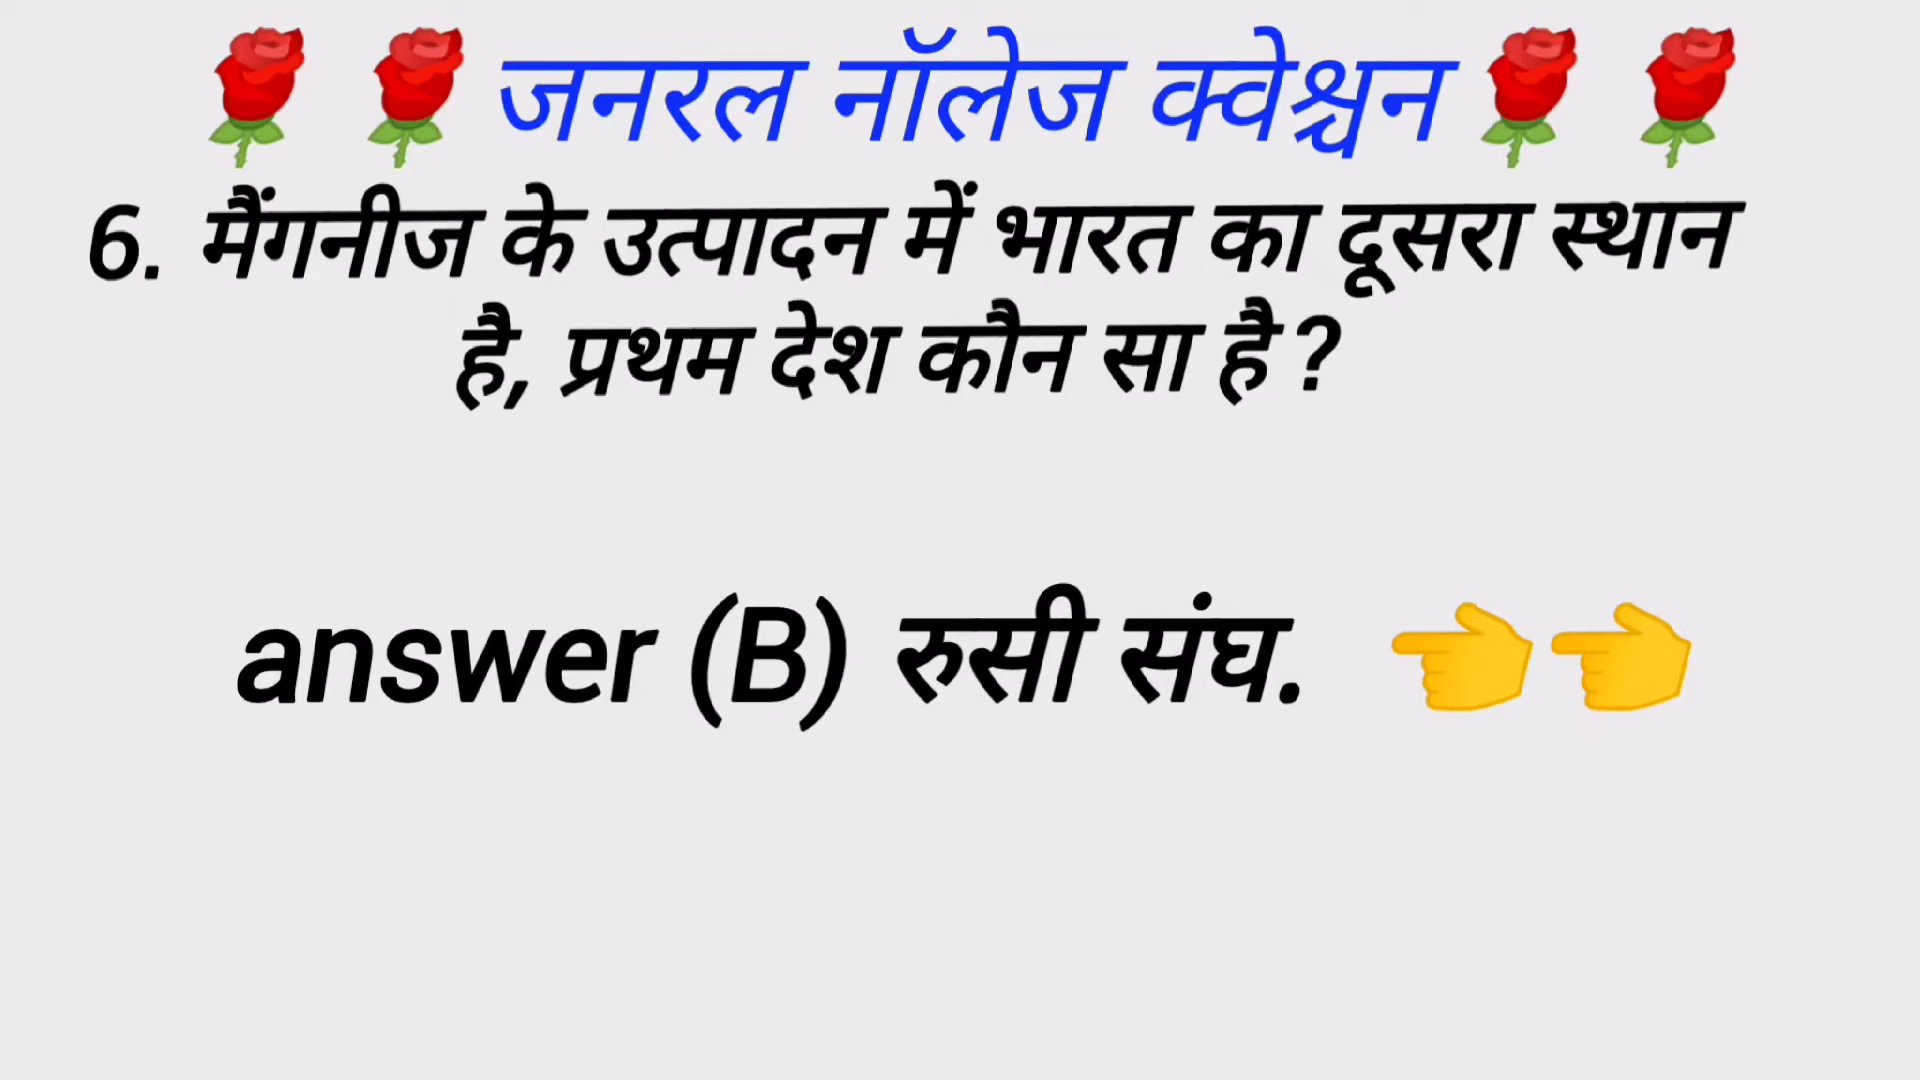 जनरल नॉलेज क्वेश्चन
6. मैंगनीज के उत्पादन में भारत का दूसरा स्थान
है, प्रथम देश कौन सा है ?
answer (B) रुसी संघ.